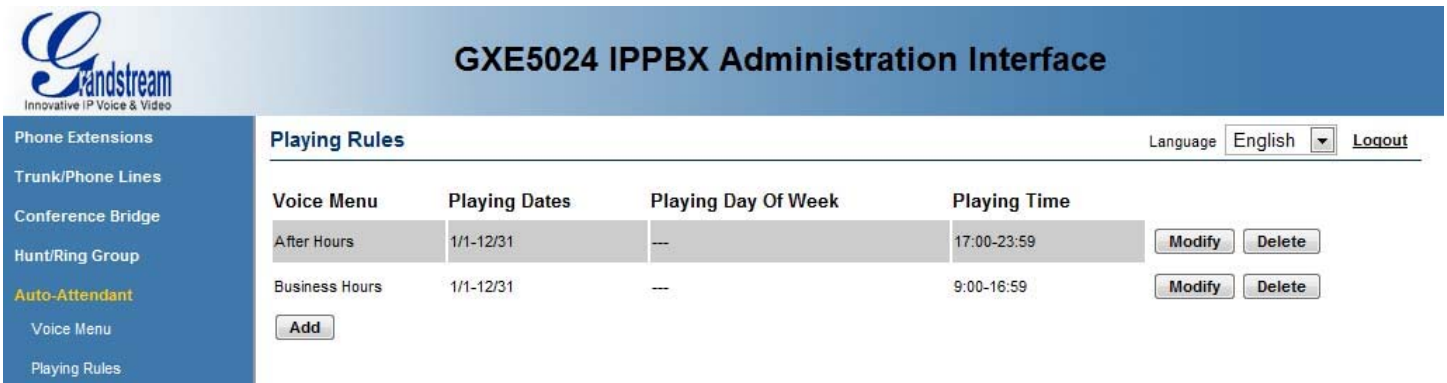 Grandstream
Innovative IP Voice & Video
GXE5024 IPPBX Administration Interface
Phone Extensions
Trunk/Phone Lines
Conference Bridge
Hunt/Ring Group
Auto-Attendant
Voice Menu
Playing Rules
Playing Rules
Language English Logout
Voice Menu Playing Dates Playing Day Of Week Playing Time
After Hours 1/1-12/31 --- 17:00-23:59 Modify Delete
Business Hours 1/1-12/31 --- 9:00-16:59 Modify Delete
Add